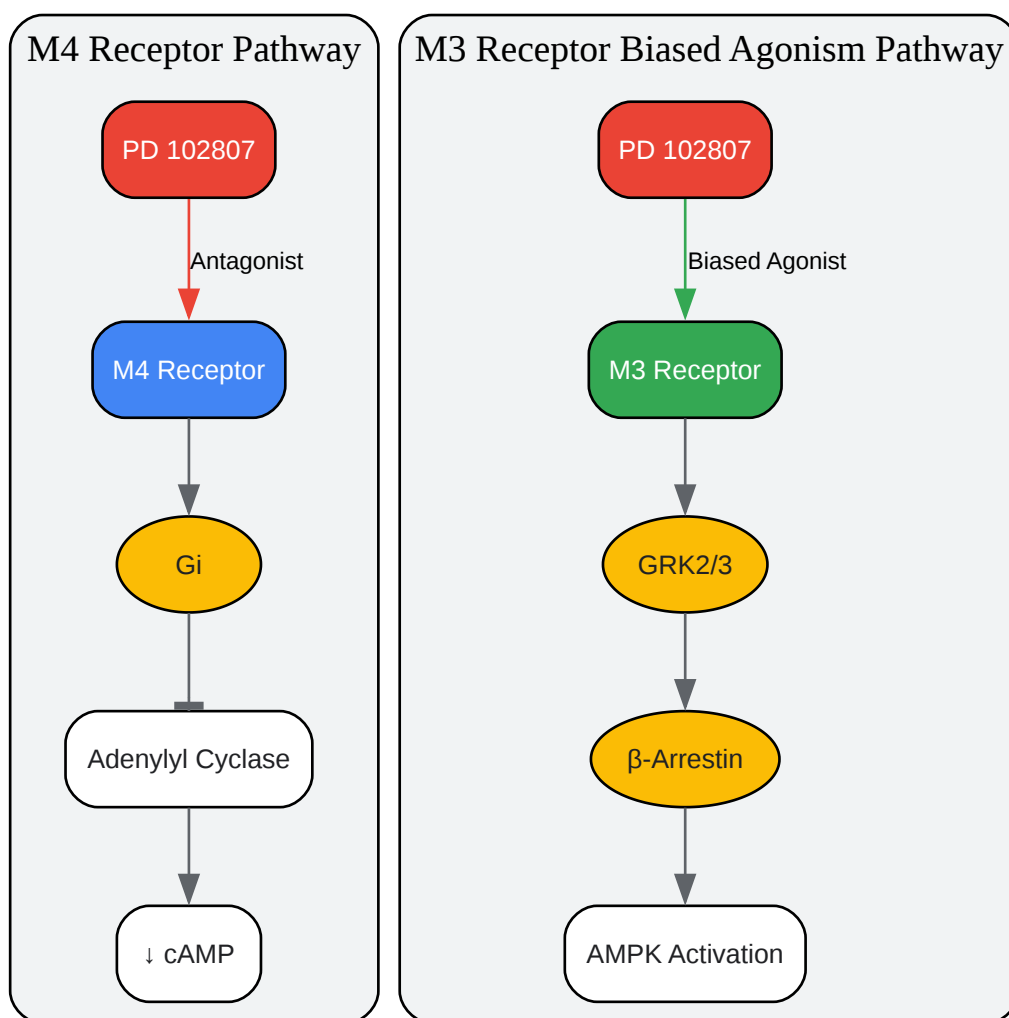 M4 Receptor Pathway
PD 102807
Antagonist
M4 Receptor
Gi
Adenylyl Cyclase
↓ cAMP
M3 Receptor Biased Agonism Pathway
PD 102807
Biased Agonist
M3 Receptor
GRK2/3
β-Arrestin
AMPK Activation